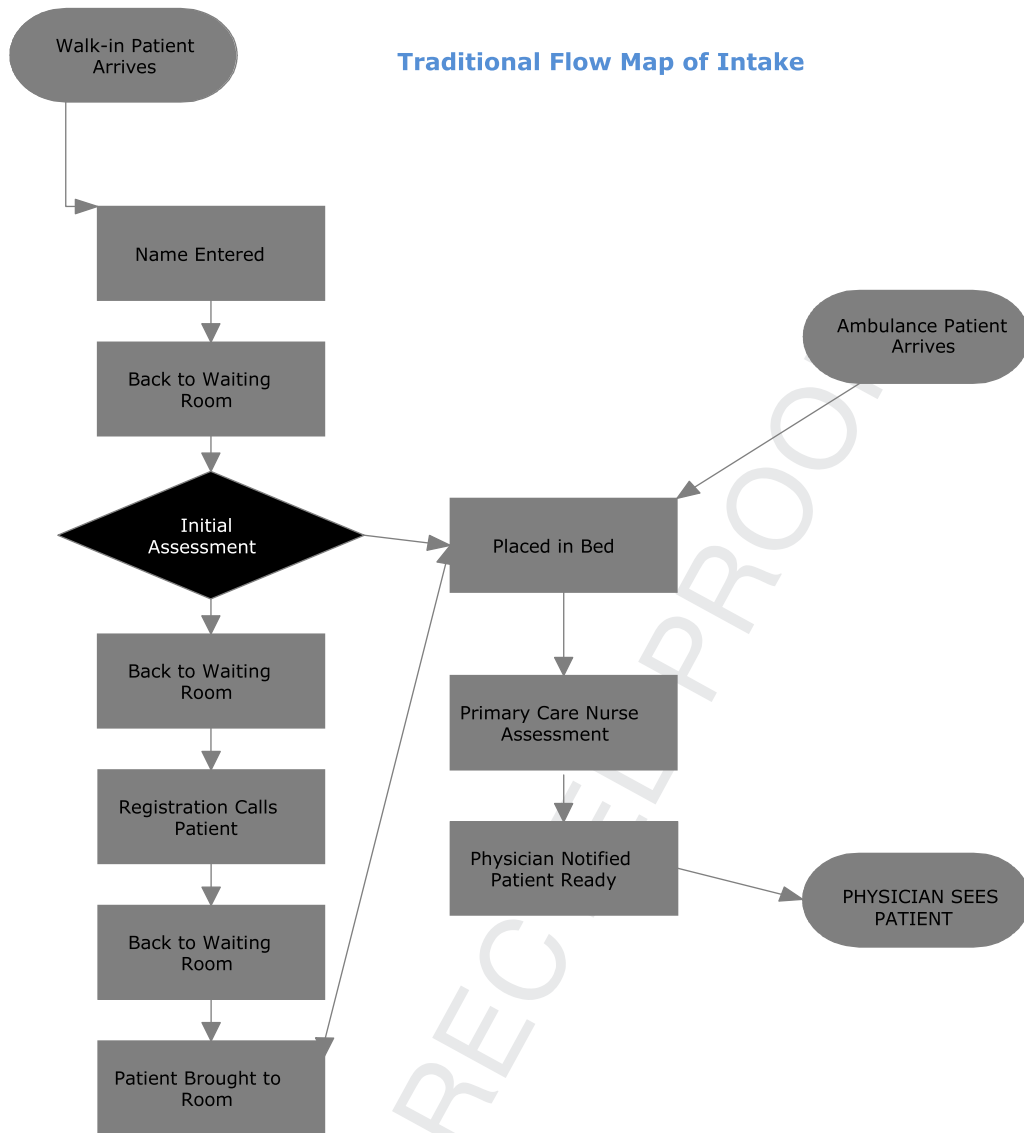 Walk-in Patient
Arrives
Traditional Flow Map of Intake
Name Entered
Back to Waiting
Room
Initial
Assessment
Back to Waiting
Room
Registration Calls
Patient
Back to Waiting
Room
Patient Brought to
Room
Ambulance Patient
Arrives
Placed in Bed
Primary Care Nurse
Assessment
Physician Notified
Patient Ready
PHYSICIAN SEES
PATIENT